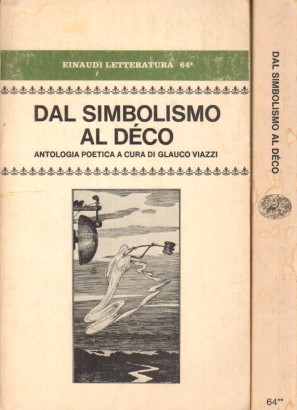 EINAUDI LETTERATURA 64*
DAL SIMBOLISMO
AL DÉCO
ANTOLOGIA POETICA A CURA DI GLAUCO VIAZZI
DAL SIMBOLISMO AL DÉCO
64**